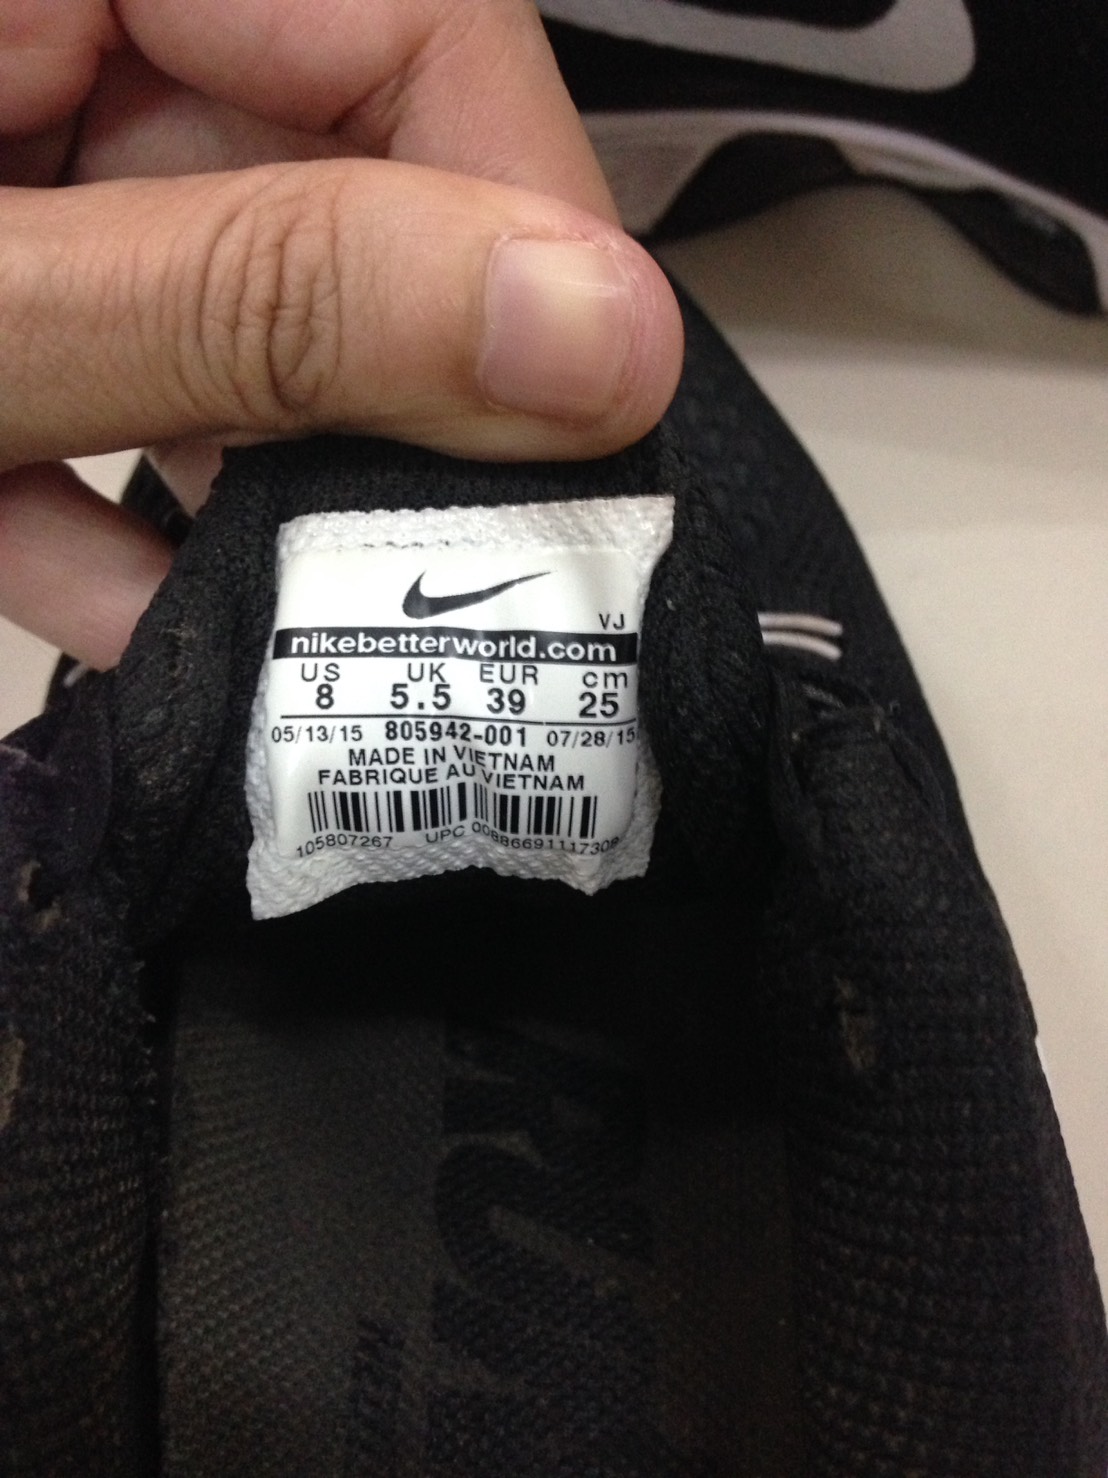 VJ
nikebetterworld.com
US UK EUR cm
8 5.5 39 25
05/13/15 805942-001 07/28/15
MADE IN VIETNAM
FABRIQUE AU VIETNAM
105807267 UPC 00886691117308